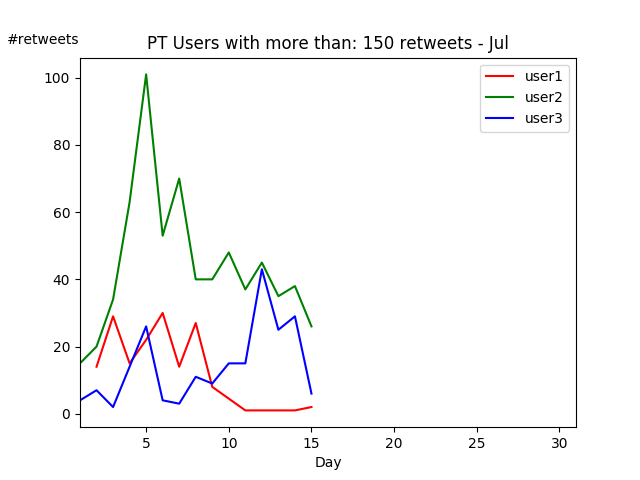 #retweets
PT Users with more than: 150 retweets - Jul
user1
user2
user3
100
80
60
40
20
0
5 10 15 20 25 30
Day